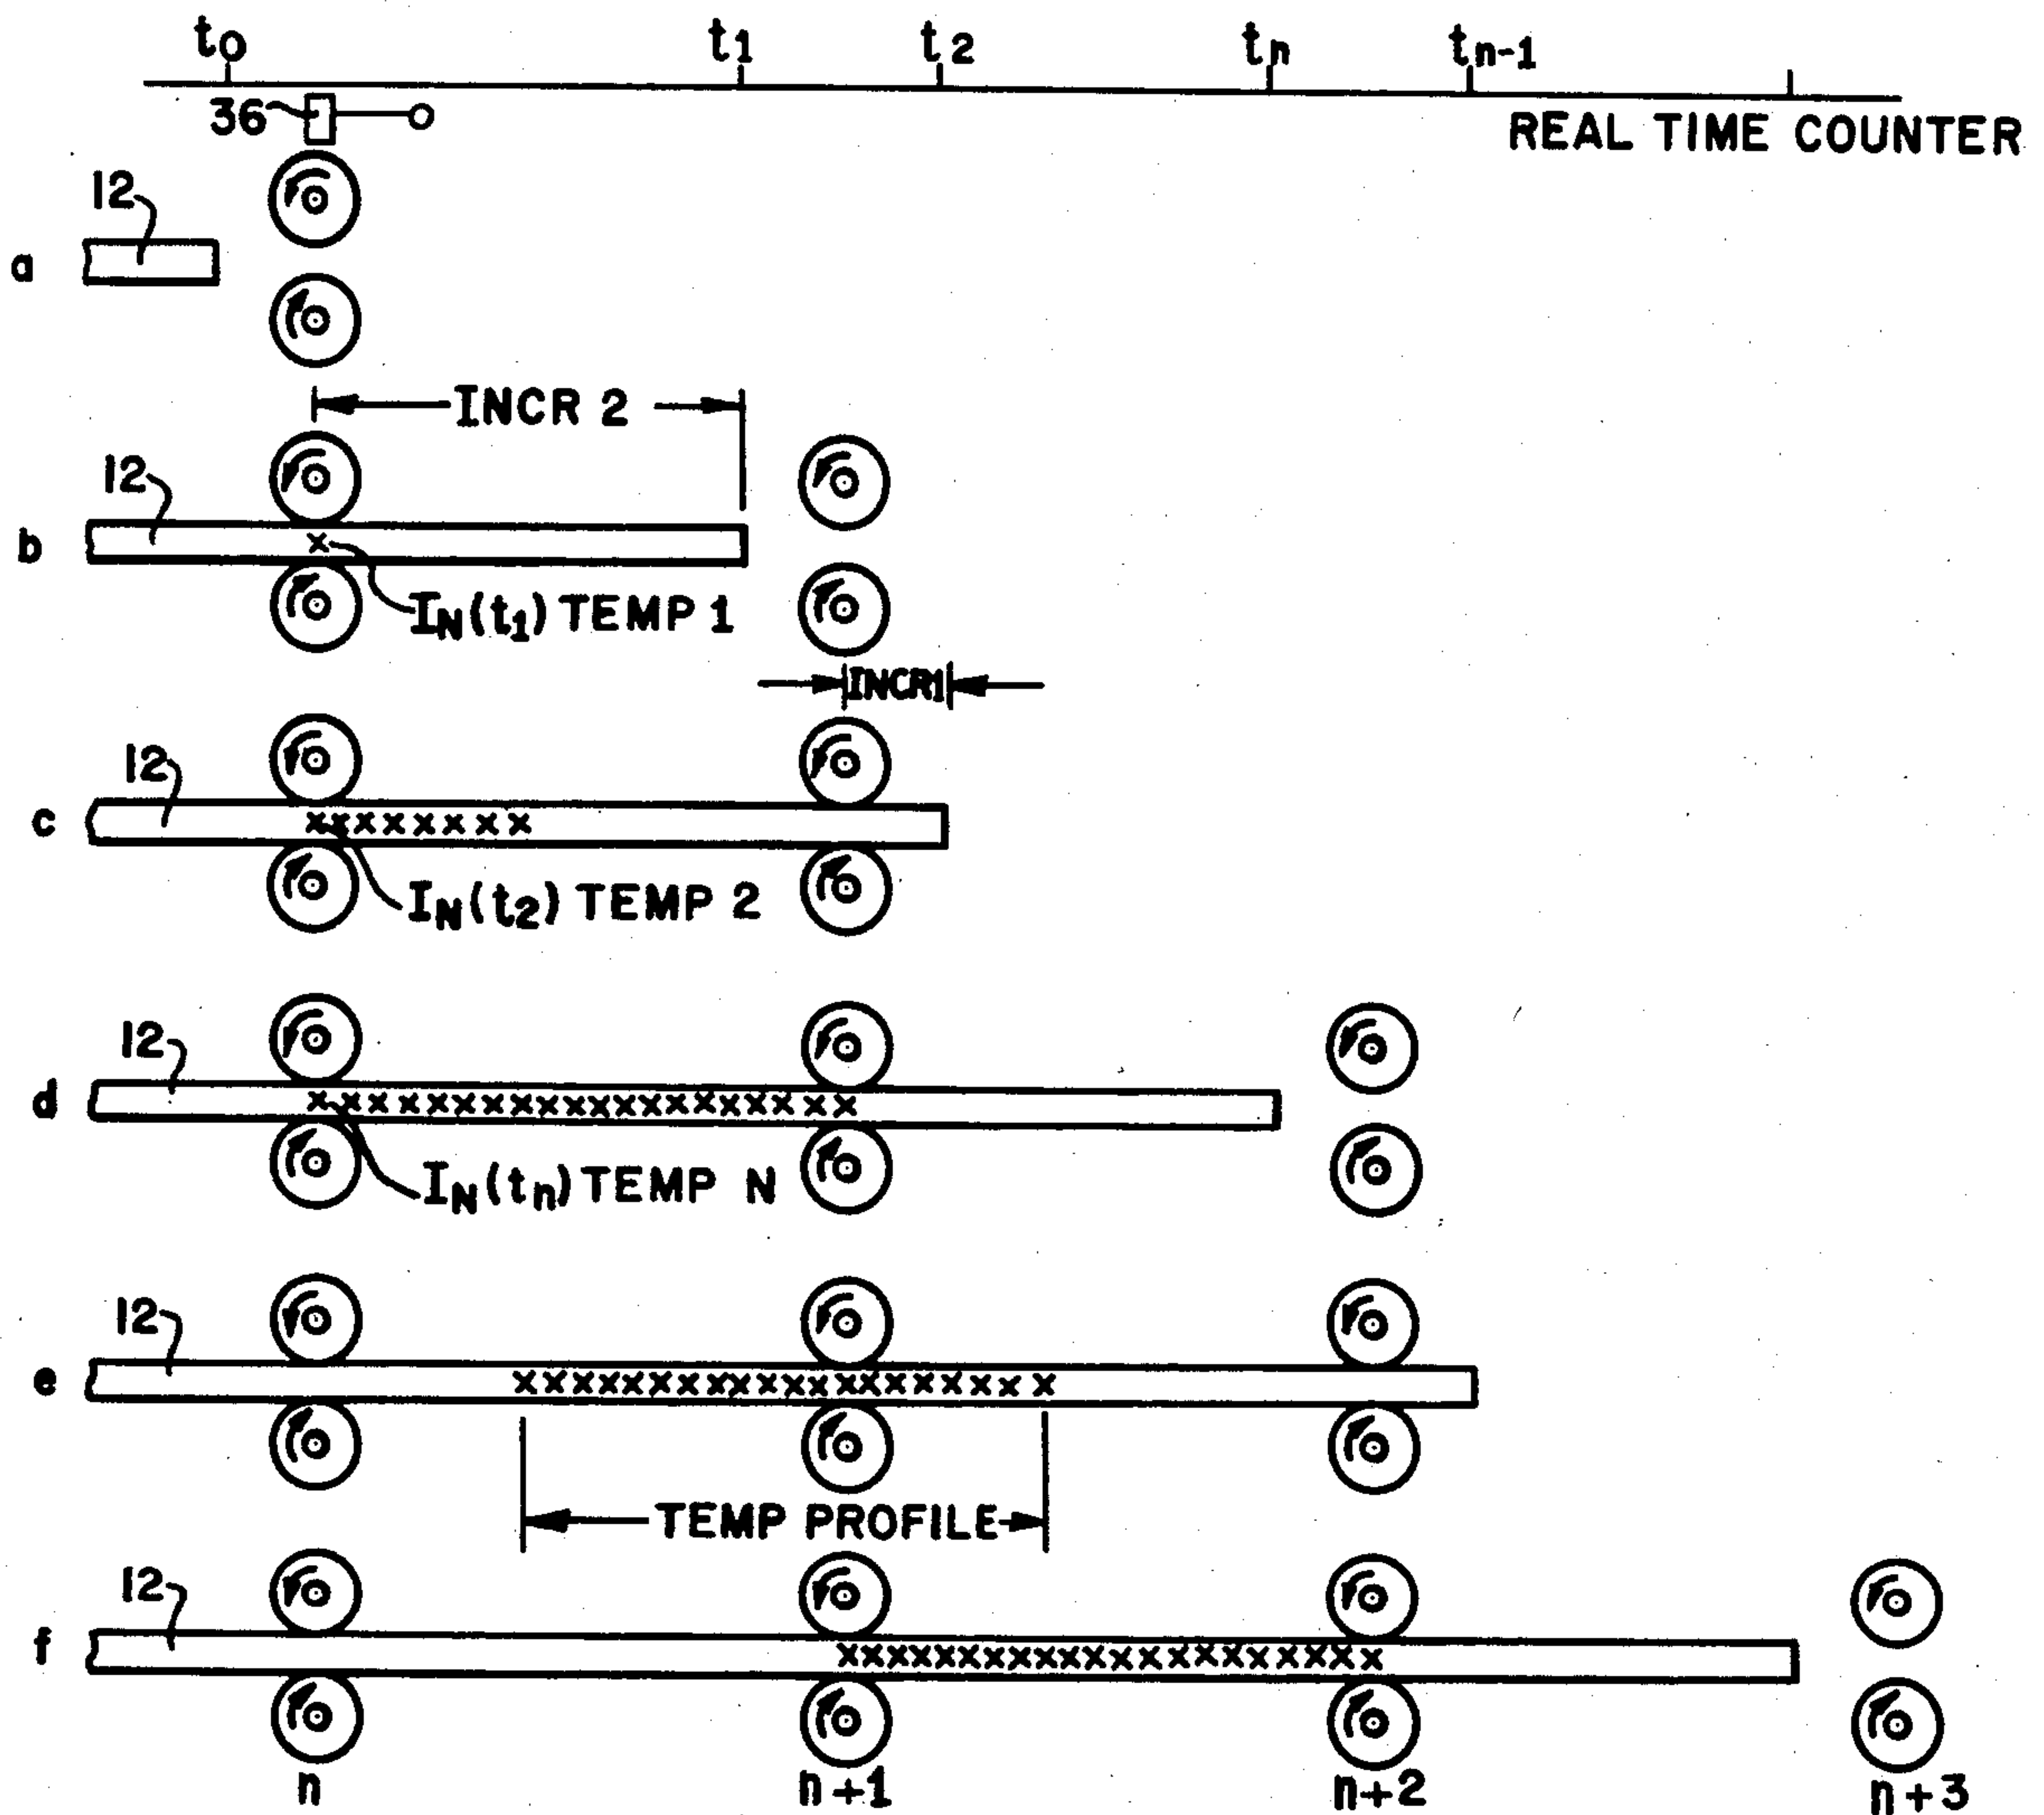 t0 t1 t2 tn tn-1
36
REAL TIME COUNTER
12
a
INCR 2
12
b
IN(t1) TEMP 1
INCR1
12
c
IN(t2) TEMP 2
12
d
IN(tn) TEMP N
12
e
TEMP PROFILE
12
f
n n+1 n+2 n+3